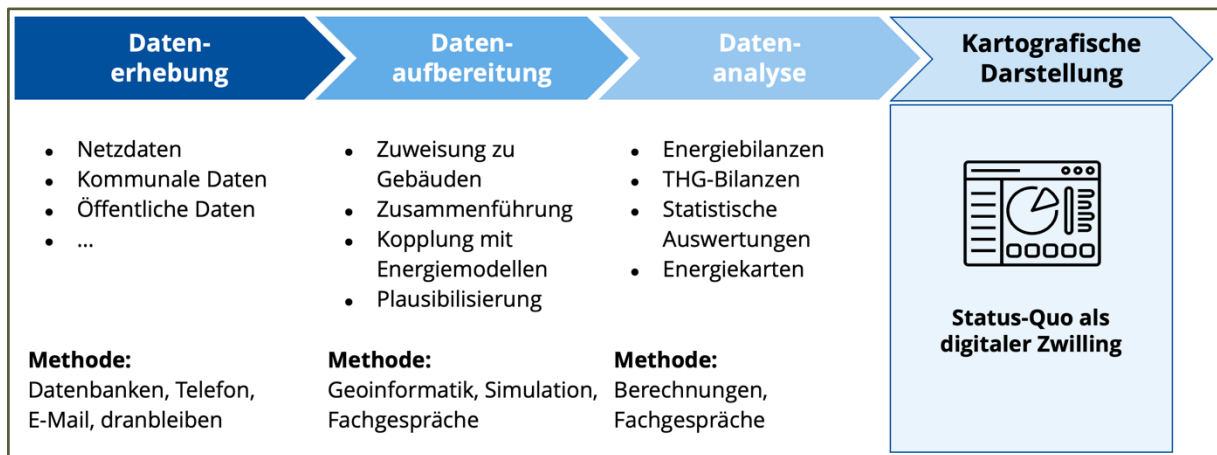 Daten-
erhebung
Daten-
aufbereitung
Daten-
analyse
Kartografische
Darstellung
• Netzdaten
• Kommunale Daten
• Öffentliche Daten
• ...
Methode:
Datenbanken, Telefon,
E-Mail, dranbleiben
• Zuweisung zu
Gebäuden
• Zusammenführung
• Kopplung mit
Energiemodellen
• Plausibilisierung
Methode:
Geoinformatik, Simulation,
Fachgespräche
• Energiebilanzen
• THG-Bilanzen
• Statistische
Auswertungen
• Energiekarten
Methode:
Berechnungen,
Fachgespräche
Status-Quo als
digitaler Zwilling